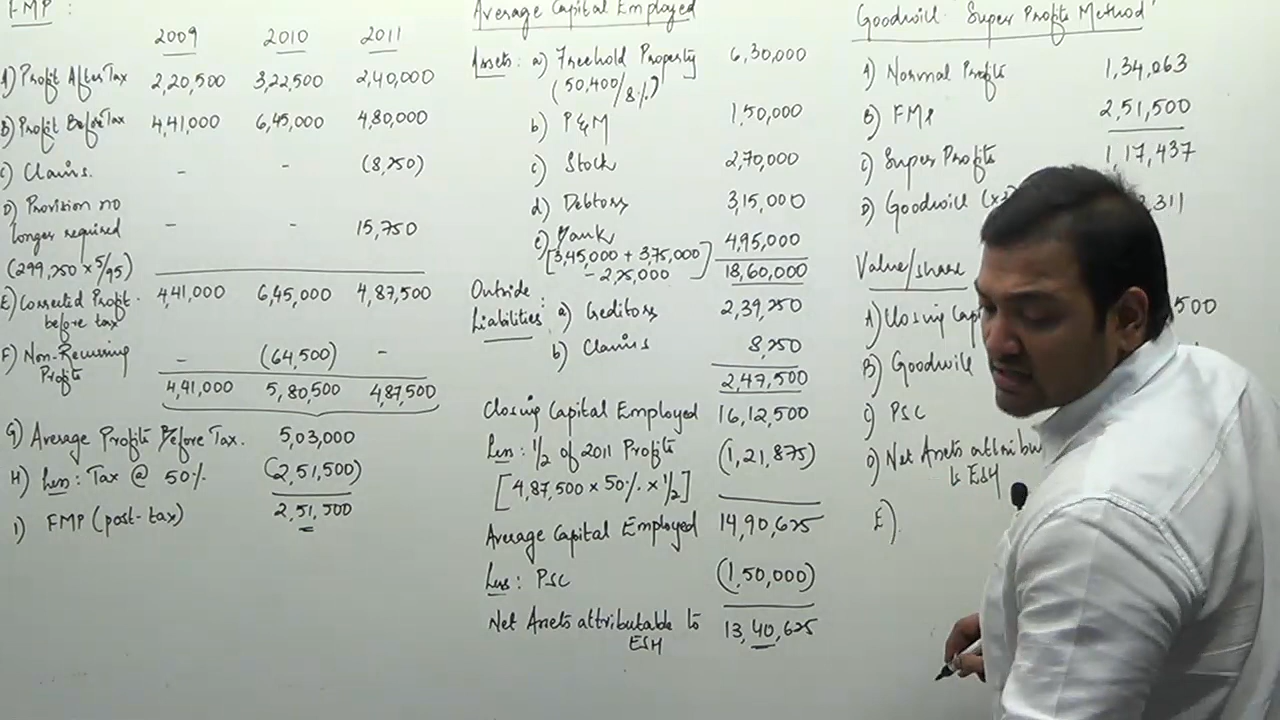 FMP :
2009 2010 2011
A) Profit After Tax 2,20,500 3,22,500 2,40,000
B) Profit Before Tax 4,41,000 6,45,000 4,80,000
C) Claims. - - (8,250)
D) Provision no
longer required - - 15,750
(299,250 x 5/95)
E) Corrected Profit 4,41,000 6,45,000 4,87,500
before tax
F) Non-Recurring - (64,500) -
Profits
4,41,000 5,80,500 4,87,500
G) Average Profits Before Tax. 5,03,000
H) Less: Tax @ 50%. (2,51,500)
I) FMP (post-tax) 2,51,500
Average Capital Employed
Assets: a) Freehold Property 6,30,000
(50,400/8%)
b) P&M 1,50,000
c) Stock 2,70,000
d) Debtors 3,15,000
e) Bank 4,95,000
[3,45,000 + 3,75,000
- 2,25,000] 18,60,000
Outside
Liabilities: a) Creditors 2,39,250
b) Claims 8,250
2,47,500
Closing Capital Employed 16,12,500
Less: 1/2 of 2011 Profits (1,21,875)
[4,87,500 x 50% x 1/2]
Average Capital Employed 14,90,625
Less: PSC (1,50,000)
Net Assets attributable to 13,40,625
ESH
Goodwill "Super Profits Method"
A) Normal Profits 1,34,063
B) FMP 2,51,500
C) Super Profits 1,17,437
D) Goodwill (x3) ,311
Value/share
A) Closing Cap 500
B) Goodwill
C) PSC
D) Net Assets attribu
to ESH
E).